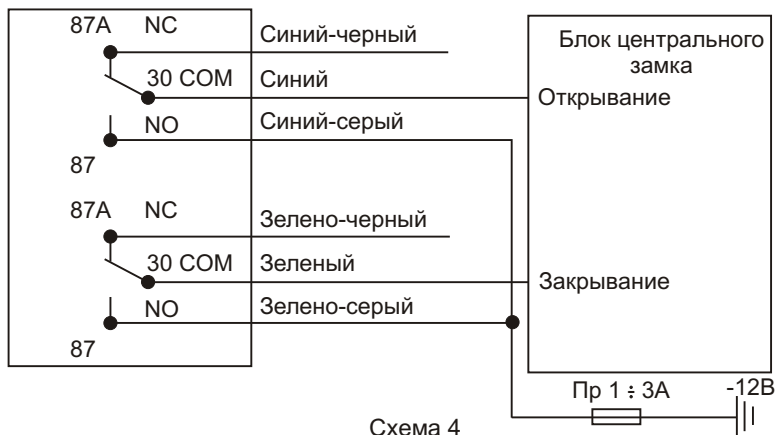 87A NC
Синий-черный
30 COM
Синий
NO
Синий-серый
87
87A NC
Зелено-черный
30 COM
Зеленый
NO
Зелено-серый
87
Блок центрального
замка
Открывание
Закрывание
Пр 1 ÷ 3А
-12В
Схема 4